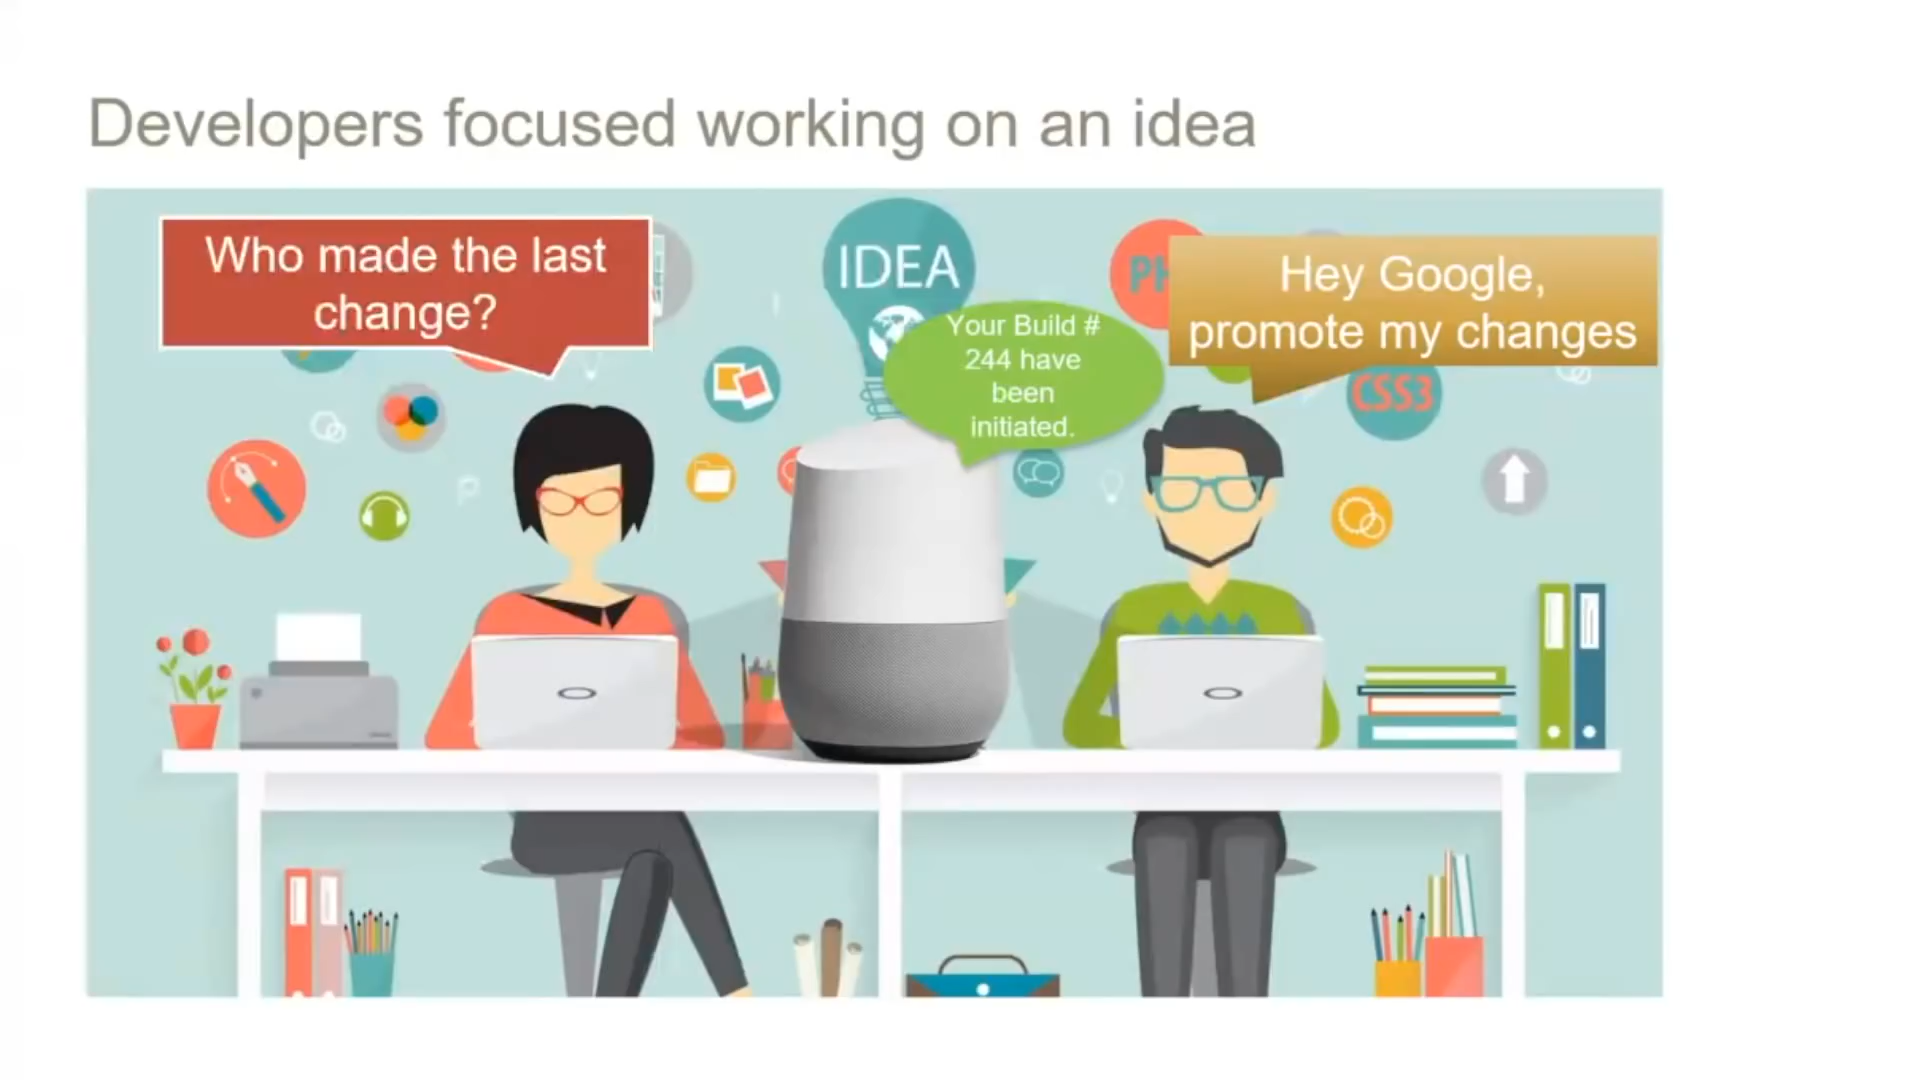 Developers focused working on an idea
Who made the last
change?
IDEA
Hey Google,
promote my changes
Your Build #
244 have
been
initiated.
CSS3